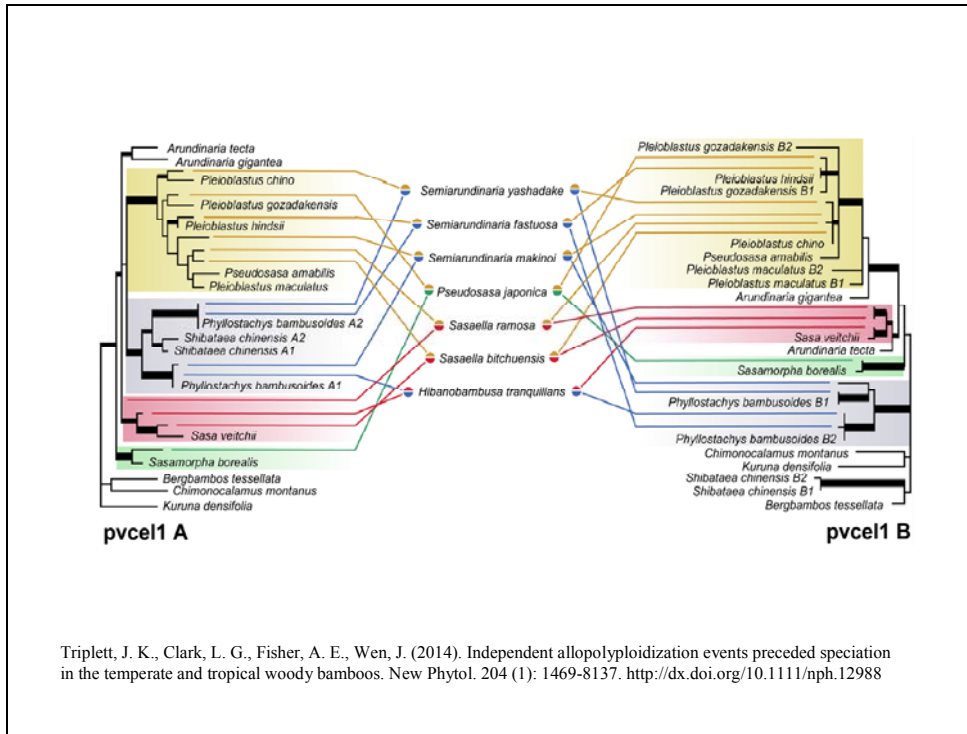 Arundinaria tecta
Arundinaria gigantea
Pleioblastus chino
Pleioblastus gozadakensis
Pleioblastus hindsii
Pseudosasa amabilis
Pleioblastus maculatus
Phyllostachys bambusoides A2
Shibataea chinensis A2
Shibataea chinensis A1
Phyllostachys bambusoides A1
Sasa veitchii
Sasamorpha borealis
Bergbambos tessellata
Chimonocalamus montanus
Kuruna densifolia
pvcel1 A
Semiarundinaria yashadake
Semiarundinaria fastuosa
Semiarundinaria makinoi
Pseudosasa japonica
Sasaella ramosa
Sasaella bitchuensis
Hibanobambusa tranquillans
Pleioblastus gozadakensis B2
Pleioblastus hindsii
Pleioblastus gozadakensis B1
Pleioblastus chino
Pseudosasa amabilis
Pleioblastus maculatus B2
Pleioblastus maculatus B1
Arundinaria gigantea
Sasa veitchii
Arundinaria tecta
Sasamorpha borealis
Phyllostachys bambusoides B1
Phyllostachys bambusoides B2
Chimonocalamus montanus
Kuruna densifolia
Shibataea chinensis B2
Shibataea chinensis B1
Bergbambos tessellata
pvcel1 B
Triplett, J. K., Clark, L. G., Fisher, A. E., Wen, J. (2014). Independent allopolyploidization events preceded speciation
in the temperate and tropical woody bamboos. New Phytol. 204 (1): 1469-8137. http://dx.doi.org/10.1111/nph.12988